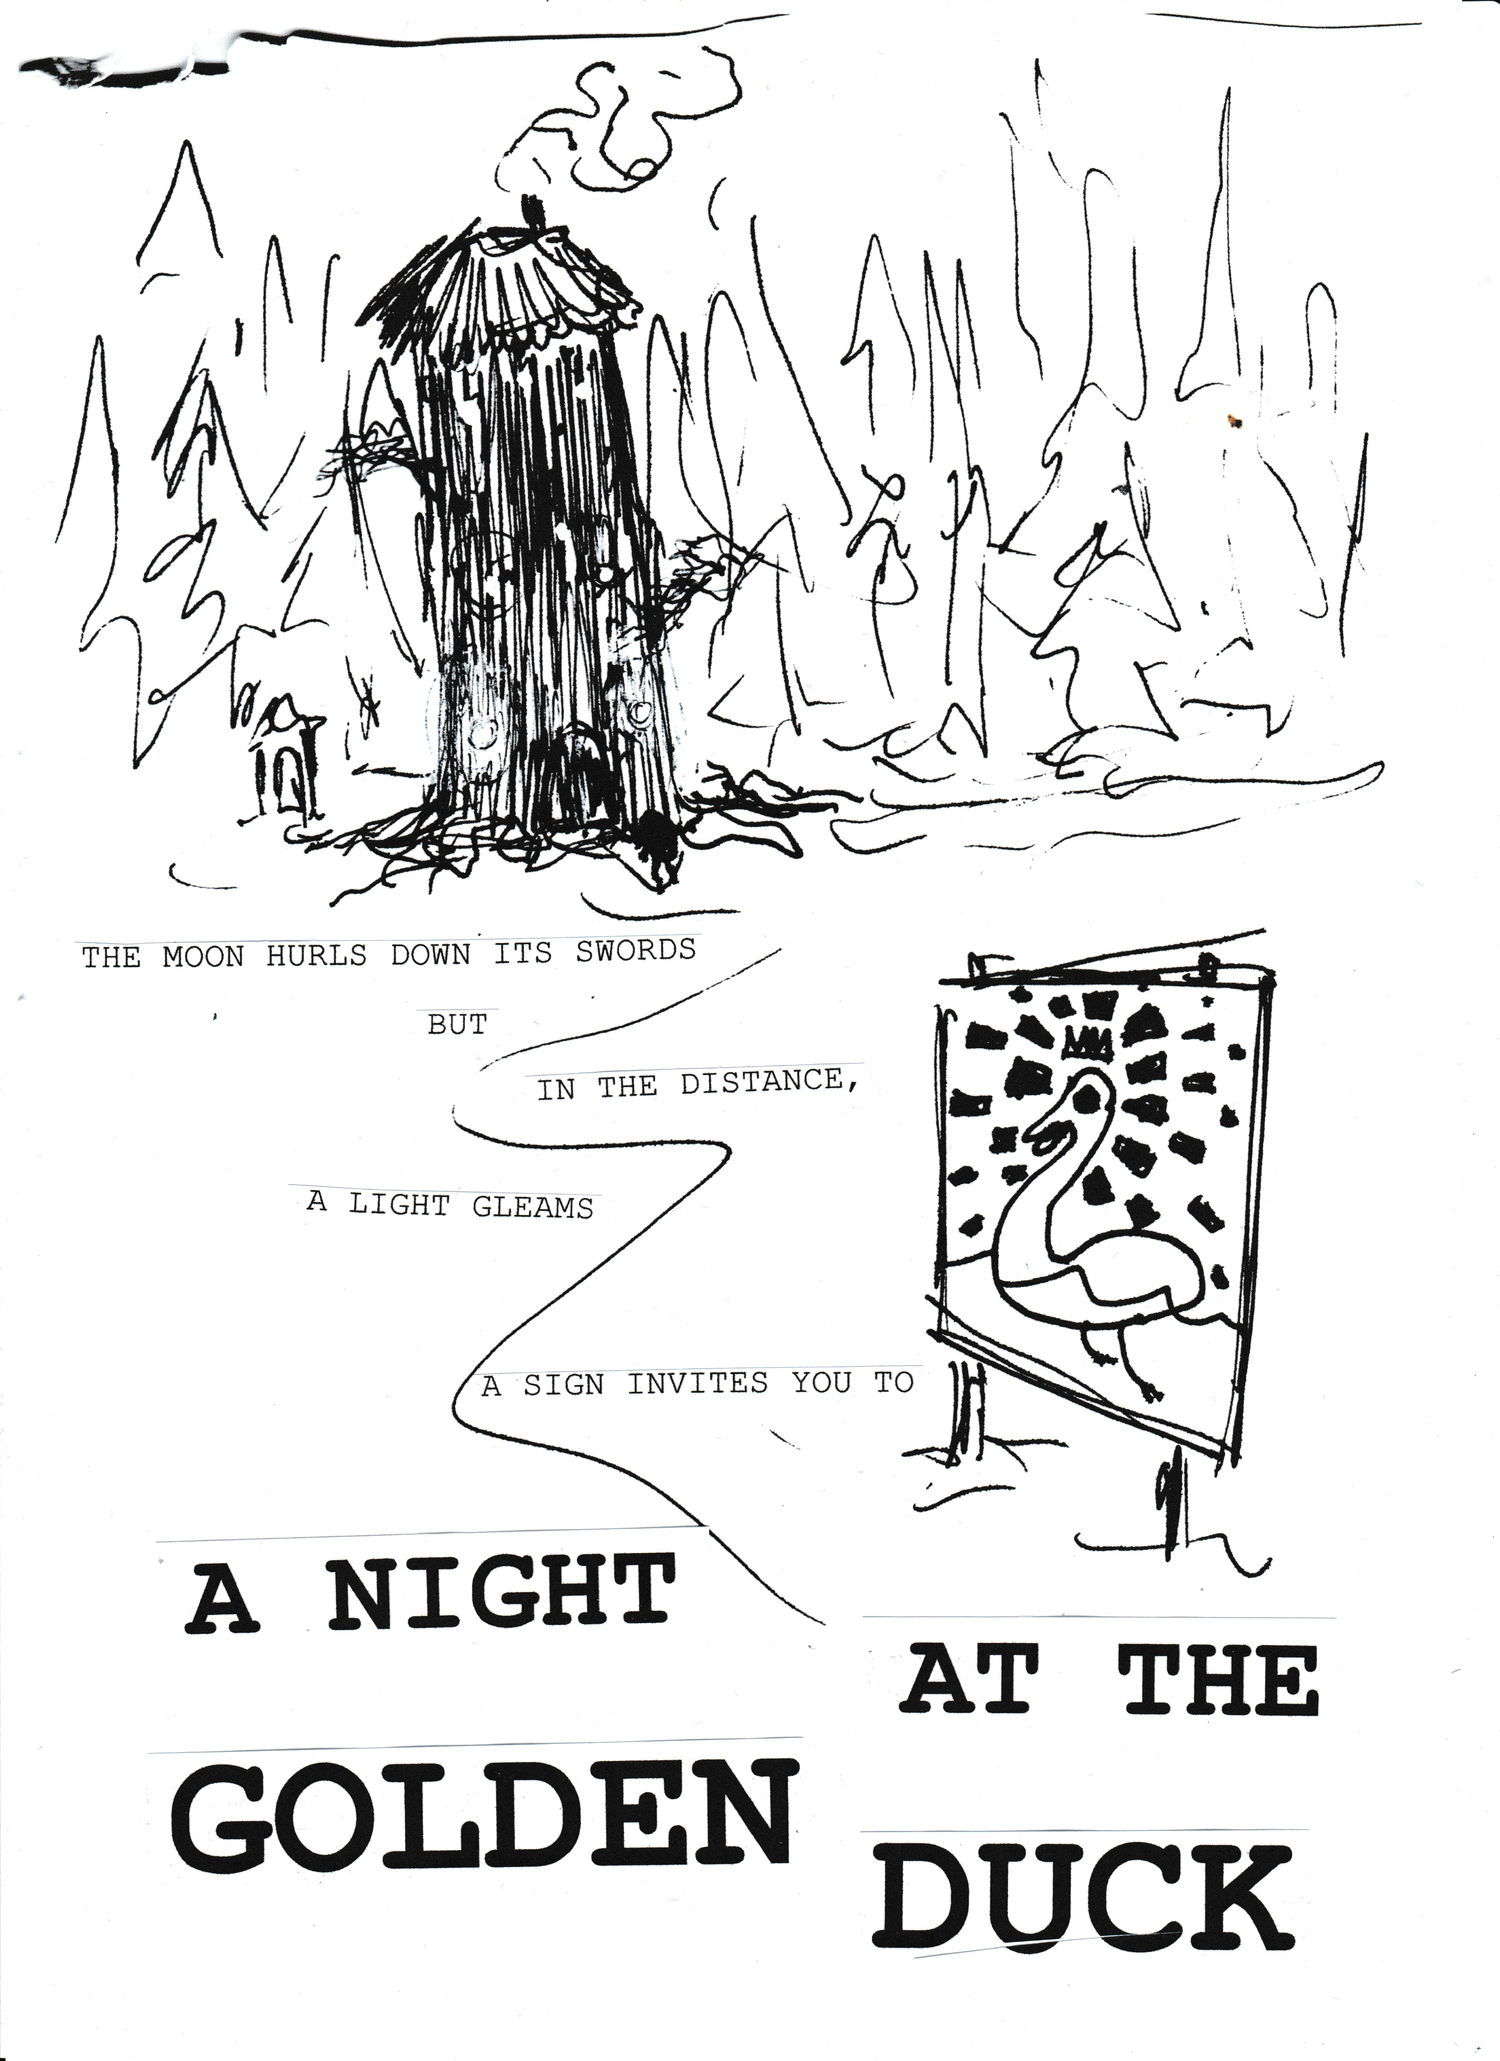 THE MOON HURLS DOWN ITS SWORDS
BUT
IN THE DISTANCE,
A LIGHT GLEAMS
A SIGN INVITES YOU TO
A NIGHT
AT THE
GOLDEN
DUCK